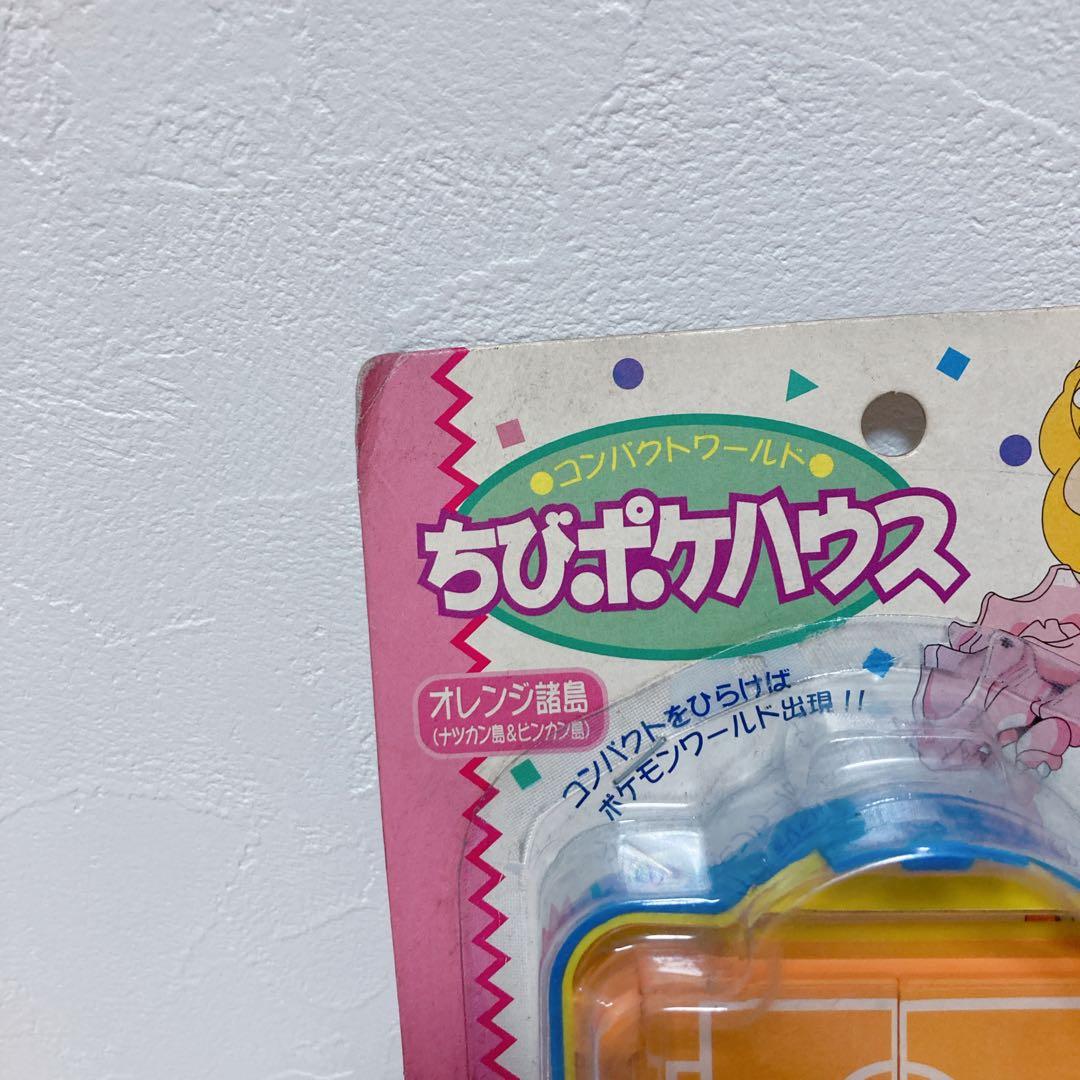 コンパクトワールド
ちびポケハウス
オレンジ諸島
(ナツカン島&ビンカン島)
コンパクトをひらけば
ポケモンワールド出現!!